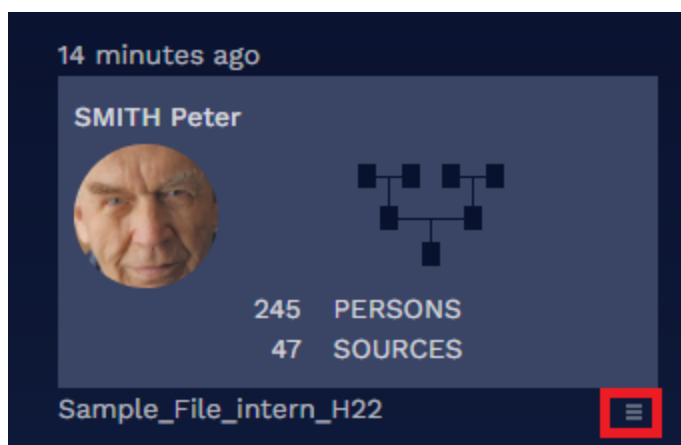 14 minutes ago
SMITH Peter
245 PERSONS
47 SOURCES
Sample_File_intern_H22